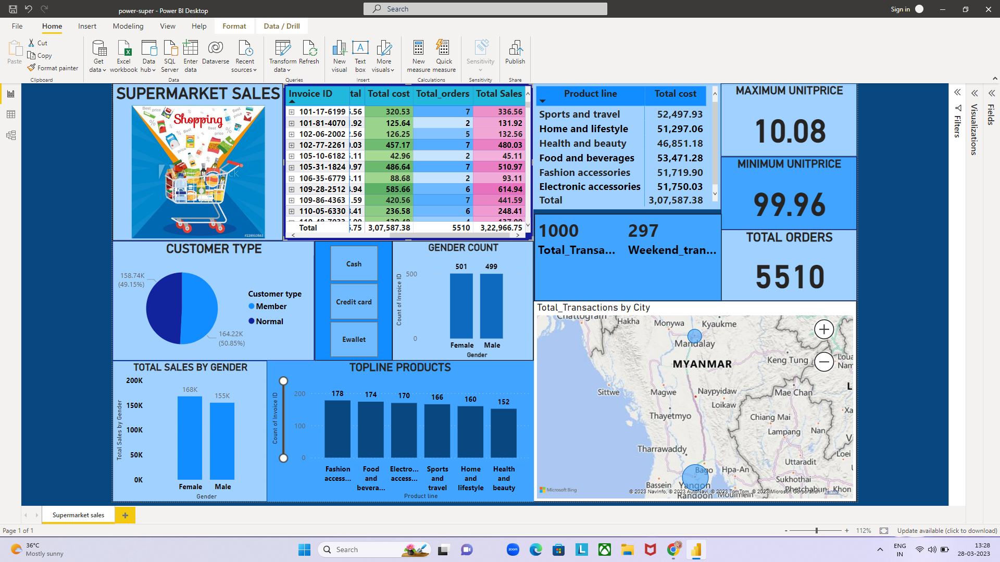 power-super - Power BI Desktop
Search
Sign in
File
Home
Insert
Modeling
View
Help
Format
Data / Drill
Paste
Cut
Copy
Format painter
Clipboard
Get data
Excel workbook
Data hub
SQL Server
Enter data
Dataverse
Recent sources
Data
Transform data
Refresh
Queries
New visual
Text box
More visuals
Insert
New measure
Quick measure
Calculations
Sensitivity
Sensitivity
Publish
Share
SUPERMARKET SALES
Shopping
#228910561
Invoice ID tal Total cost Total_orders Total Sales
101-17-6199 5.56 320.53 7 336.56
101-81-4070 .92 125.64 2 131.92
102-06-2002 2.56 126.25 5 132.56
102-77-2261 0.03 457.17 7 480.03
105-10-6182 5.11 42.96 2 45.11
105-31-1824 0.97 486.64 7 510.97
106-35-6779 3.11 88.68 2 93.11
109-28-2512 4.94 585.66 6 614.94
109-86-4363 .59 420.56 7 441.59
110-05-6330 8.41 236.58 6 248.41
Total 5.75 3,07,587.38 5510 3,22,966.75
Product line Total cost
Sports and travel 52,497.93
Home and lifestyle 51,297.06
Health and beauty 46,851.18
Food and beverages 53,471.28
Fashion accessories 51,719.90
Electronic accessories 51,750.03
Total 3,07,587.38
1000 297
Total_Transa... Weekend_tran...
MAXIMUM UNITPRICE
10.08
MINIMUM UNITPRICE
99.96
TOTAL ORDERS
5510
Filters
Visualizations
Fields
CUSTOMER TYPE
158.74K
(49.15%)
164.22K
(50.85%)
Customer type
Member
Normal
Cash
Credit card
Ewallet
GENDER COUNT
Count of Invoice ID
500
0
501 499
Female Male
Gender
TOTAL SALES BY GENDER
Total Sales by Gender
200K
150K
100K
50K
0K
168K 155K
Female Male
Gender
TOPLINE PRODUCTS
Count of Invoice ID
200
100
0
178 174 170 166 160 152
Fashion access...
Food and bevera...
Electro... access...
Sports and travel
Home and lifestyle
Health and beauty
Product line
Total_Transactions by City
Chattogram
Hakha
Monywa
Kyaukme
Mandalay
MYANMAR
Keng Tung
Loua
Nam
Sittwe
Magwe
Naypyidaw
Mae Chan
L
Loikaw
Xa
Thayetmyo
Chiang Mai
Lampang
Nan
Vi
Tharrawaddy
Loei
Uttaradit
Bago
Hpa-An
Sukhothai
Bassein
Yangon
Rangoon
Moulmein
Phetchabun
Khon
Microsoft Bing
© 2023 NavInfo, © 2023 AutoNavi, © 2023 TomTom, © 2023 Microsoft Corporation Terms
Supermarket sales
Page 1 of 1
112%
Update available (click to download)
36°C
Mostly sunny
Search
zoom
L
ENG
IN
13:28
28-03-2023